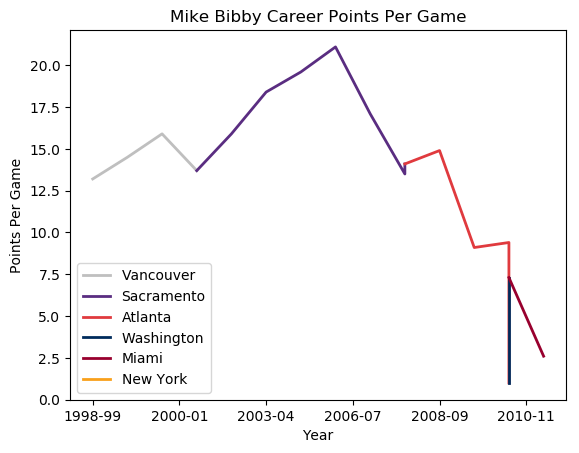 Mike Bibby Career Points Per Game
Points Per Game
20.0
17.5
15.0
12.5
10.0
7.5
5.0
2.5
0.0
Vancouver
Sacramento
Atlanta
Washington
Miami
New York
1998-99
2000-01
2003-04
2006-07
2008-09
2010-11
Year